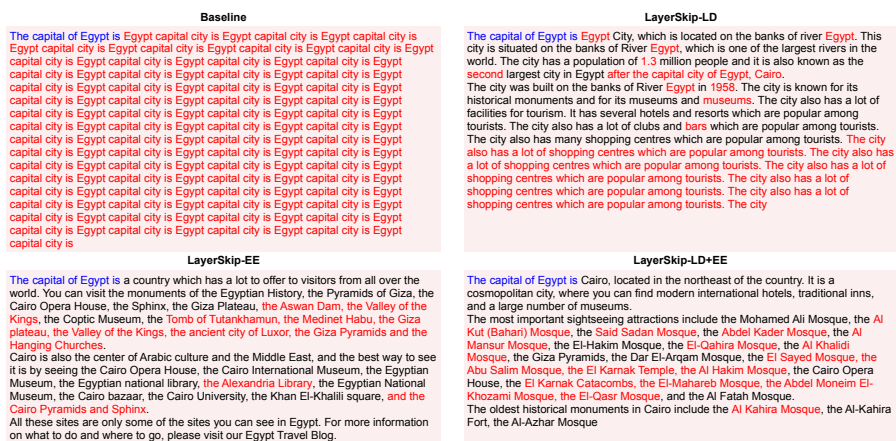 Baseline
The capital of Egypt is Egypt capital city is Egypt capital city is Egypt capital city is
Egypt capital city is Egypt capital city is Egypt capital city is Egypt capital city is Egypt
capital city is Egypt capital city is Egypt capital city is Egypt capital city is Egypt
capital city is Egypt capital city is Egypt capital city is Egypt capital city is Egypt
capital city is Egypt capital city is Egypt capital city is Egypt capital city is Egypt
capital city is Egypt capital city is Egypt capital city is Egypt capital city is Egypt
capital city is Egypt capital city is Egypt capital city is Egypt capital city is Egypt
capital city is Egypt capital city is Egypt capital city is Egypt capital city is Egypt
capital city is Egypt capital city is Egypt capital city is Egypt capital city is Egypt
capital city is Egypt capital city is Egypt capital city is Egypt capital city is Egypt
capital city is Egypt capital city is Egypt capital city is Egypt capital city is Egypt
capital city is Egypt capital city is Egypt capital city is Egypt capital city is Egypt
capital city is Egypt capital city is Egypt capital city is Egypt capital city is Egypt
capital city is Egypt capital city is Egypt capital city is Egypt capital city is Egypt
capital city is Egypt capital city is Egypt capital city is Egypt capital city is Egypt
capital city is Egypt capital city is Egypt capital city is Egypt capital city is Egypt
capital city is
LayerSkip-LD
The capital of Egypt is Egypt City, which is located on the banks of river Egypt. This
city is situated on the banks of River Egypt, which is one of the largest rivers in the
world. The city has a population of 1.3 million people and it is also known as the
second largest city in Egypt after the capital city of Egypt, Cairo.
The city was built on the banks of River Egypt in 1958. The city is known for its
historical monuments and for its museums and museums. The city also has a lot of
facilities for tourism. It has several hotels and resorts which are popular among
tourists. The city also has a lot of clubs and bars which are popular among tourists.
The city also has many shopping centres which are popular among tourists. The city
also has a lot of shopping centres which are popular among tourists. The city also has
a lot of shopping centres which are popular among tourists. The city also has a lot of
shopping centres which are popular among tourists. The city also has a lot of
shopping centres which are popular among tourists. The city also has a lot of
shopping centres which are popular among tourists. The city
LayerSkip-EE
The capital of Egypt is a country which has a lot to offer to visitors from all over the
world. You can visit the monuments of the Egyptian History, the Pyramids of Giza, the
Cairo Opera House, the Sphinx, the Giza Plateau, the Aswan Dam, the Valley of the
Kings, the Coptic Museum, the Tomb of Tutankhamun, the Medinet Habu, the Giza
plateau, the Valley of the Kings, the ancient city of Luxor, the Giza Pyramids and the
Hanging Churches.
Cairo is also the center of Arabic culture and the Middle East, and the best way to see
it is by seeing the Cairo Opera House, the Cairo International Museum, the Egyptian
Museum, the Egyptian national library, the Alexandria Library, the Egyptian National
Museum, the Cairo bazaar, the Cairo University, the Khan El-Khalili square, and the
Cairo Pyramids and Sphinx.
All these sites are only some of the sites you can see in Egypt. For more information
on what to do and where to go, please visit our Egypt Travel Blog.
LayerSkip-LD+EE
The capital of Egypt is Cairo, located in the northeast of the country. It is a
cosmopolitan city, where you can find modern international hotels, traditional inns,
and a large number of museums.
The most important sightseeing attractions include the Mohamed Ali Mosque, the Al
Kut (Bahari) Mosque, the Said Sadan Mosque, the Abdel Kader Mosque, the Al
Mansur Mosque, the El-Hakim Mosque, the El-Qahira Mosque, the Al Khalidi
Mosque, the Giza Pyramids, the Dar El-Arqam Mosque, the El Sayed Mosque, the
Abu Salim Mosque, the El Karnak Temple, the Al Hakim Mosque, the Cairo Opera
House, the El Karnak Catacombs, the El-Mahareb Mosque, the Abdel Moneim El-
Khozami Mosque, the El-Qasr Mosque, and the Al Fatah Mosque.
The oldest historical monuments in Cairo include the Al Kahira Mosque, the Al-Kahira
Fort, the Al-Azhar Mosque